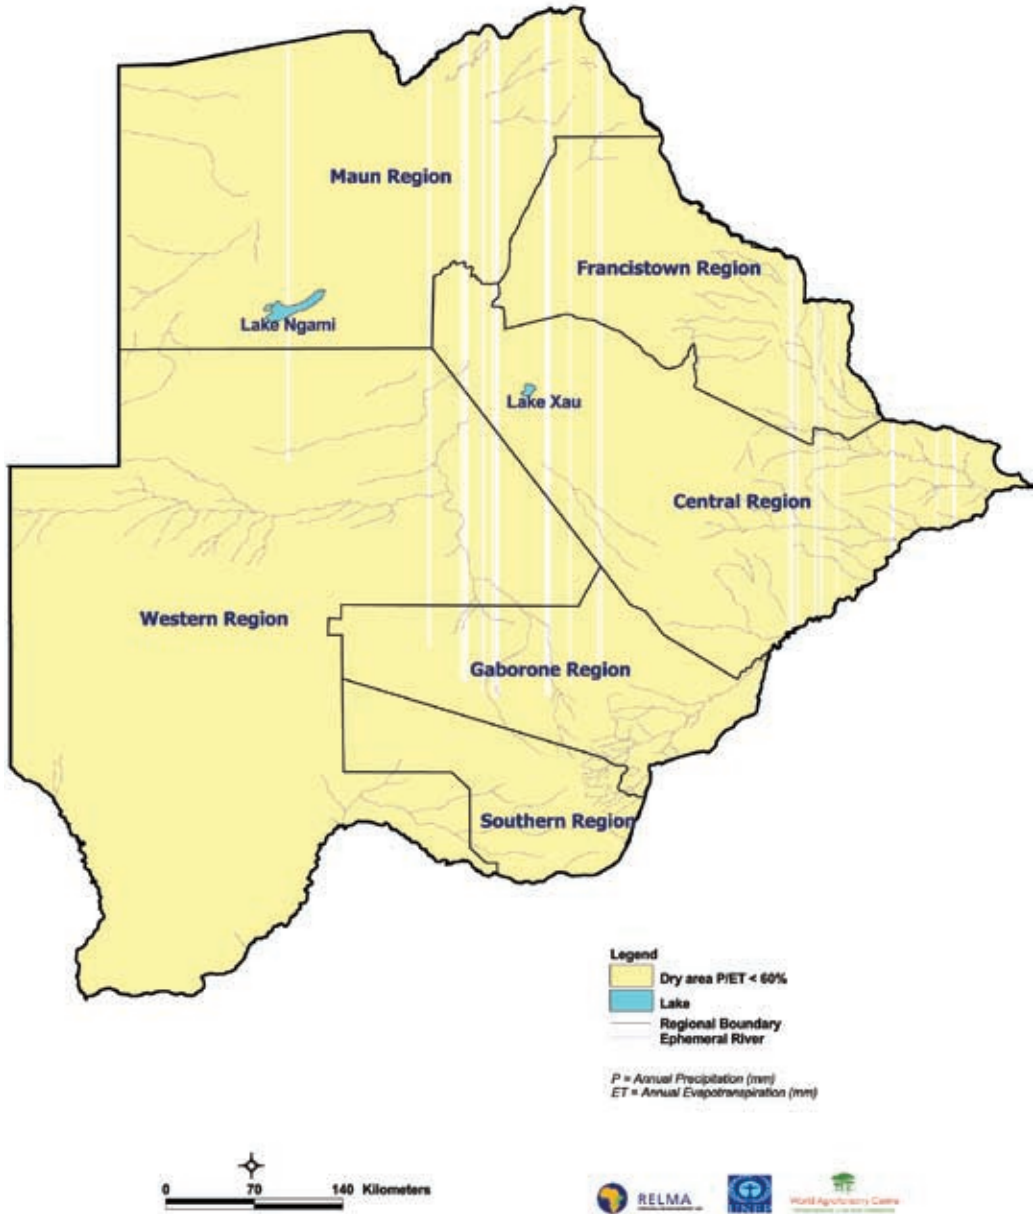 Maun Region
Francistown Region
Lake Ngami
Lake Xau
Central Region
Western Region
Gaborone Region
Southern Region
Legend
Dry area P/ET < 60%
Lake
Regional Boundary
Ephemeral River
P = Annual Precipitation (mm)
ET = Annual Evapotranspiration (mm)
0 70 140 Kilometers
RELMA
UNEP
World Agroforestry Centre